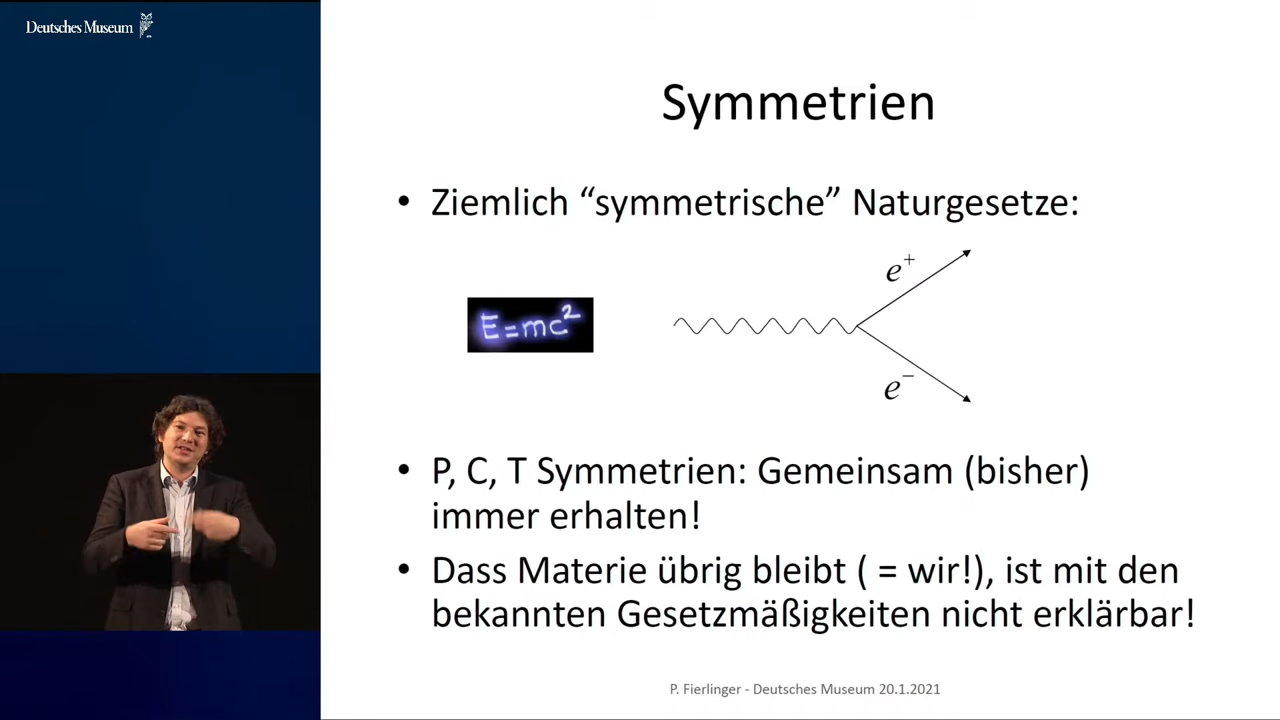 Deutsches Museum
Symmetrien
• Ziemlich “symmetrische” Naturgesetze:
E=mc²
e⁺
e⁻
• P, C, T Symmetrien: Gemeinsam (bisher)
immer erhalten!
• Dass Materie übrig bleibt ( = wir!), ist mit den
bekannten Gesetzmäßigkeiten nicht erklärbar!
P. Fierlinger - Deutsches Museum 20.1.2021